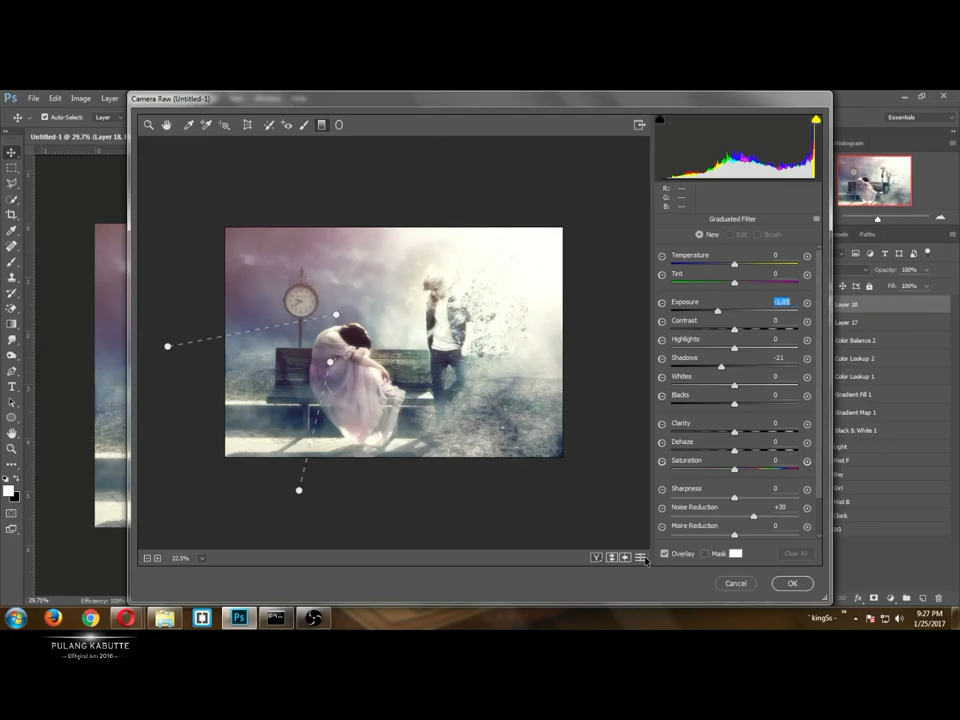 Camera Raw (Untitled-1)
Ps File Edit Image Layer
Auto-Select: Layer
Essentials
Untitled-1 @ 29.7% (Layer 18,
Histogram
R: ---
G: ---
B: ---
Graduated Filter
New Edit Brush
Paths
Temperature 0
Tint 0
Opacity: 100%
Fill: 100%
Exposure -1.05
Contrast 0
Highlights 0
Shadows -21
Whites 0
Blacks 0
Clarity 0
Dehaze 0
Saturation 0
Sharpness 0
Noise Reduction +30
Moire Reduction 0
Layer 18
Layer 17
Color Balance 2
Color Lookup 2
Color Lookup 1
Gradient Fill 1
Gradient Map 1
Black & White 1
Light
Mist F
Mist B
22.5%
Y
Overlay Mask Clear All
Cancel OK
29.71% Efficiency: 100%
Ps
9:27 PM
1/25/2017
PULANG KABUTTE